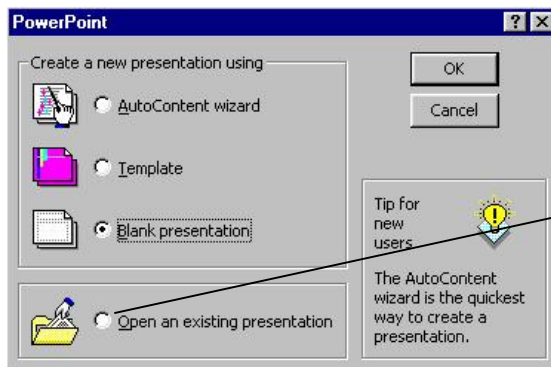 PowerPoint
Create a new presentation using
AutoContent wizard
Template
Blank presentation
Open an existing presentation
OK
Cancel
Tip for
new
users
The AutoContent
wizard is the quickest
way to create a
presentation.